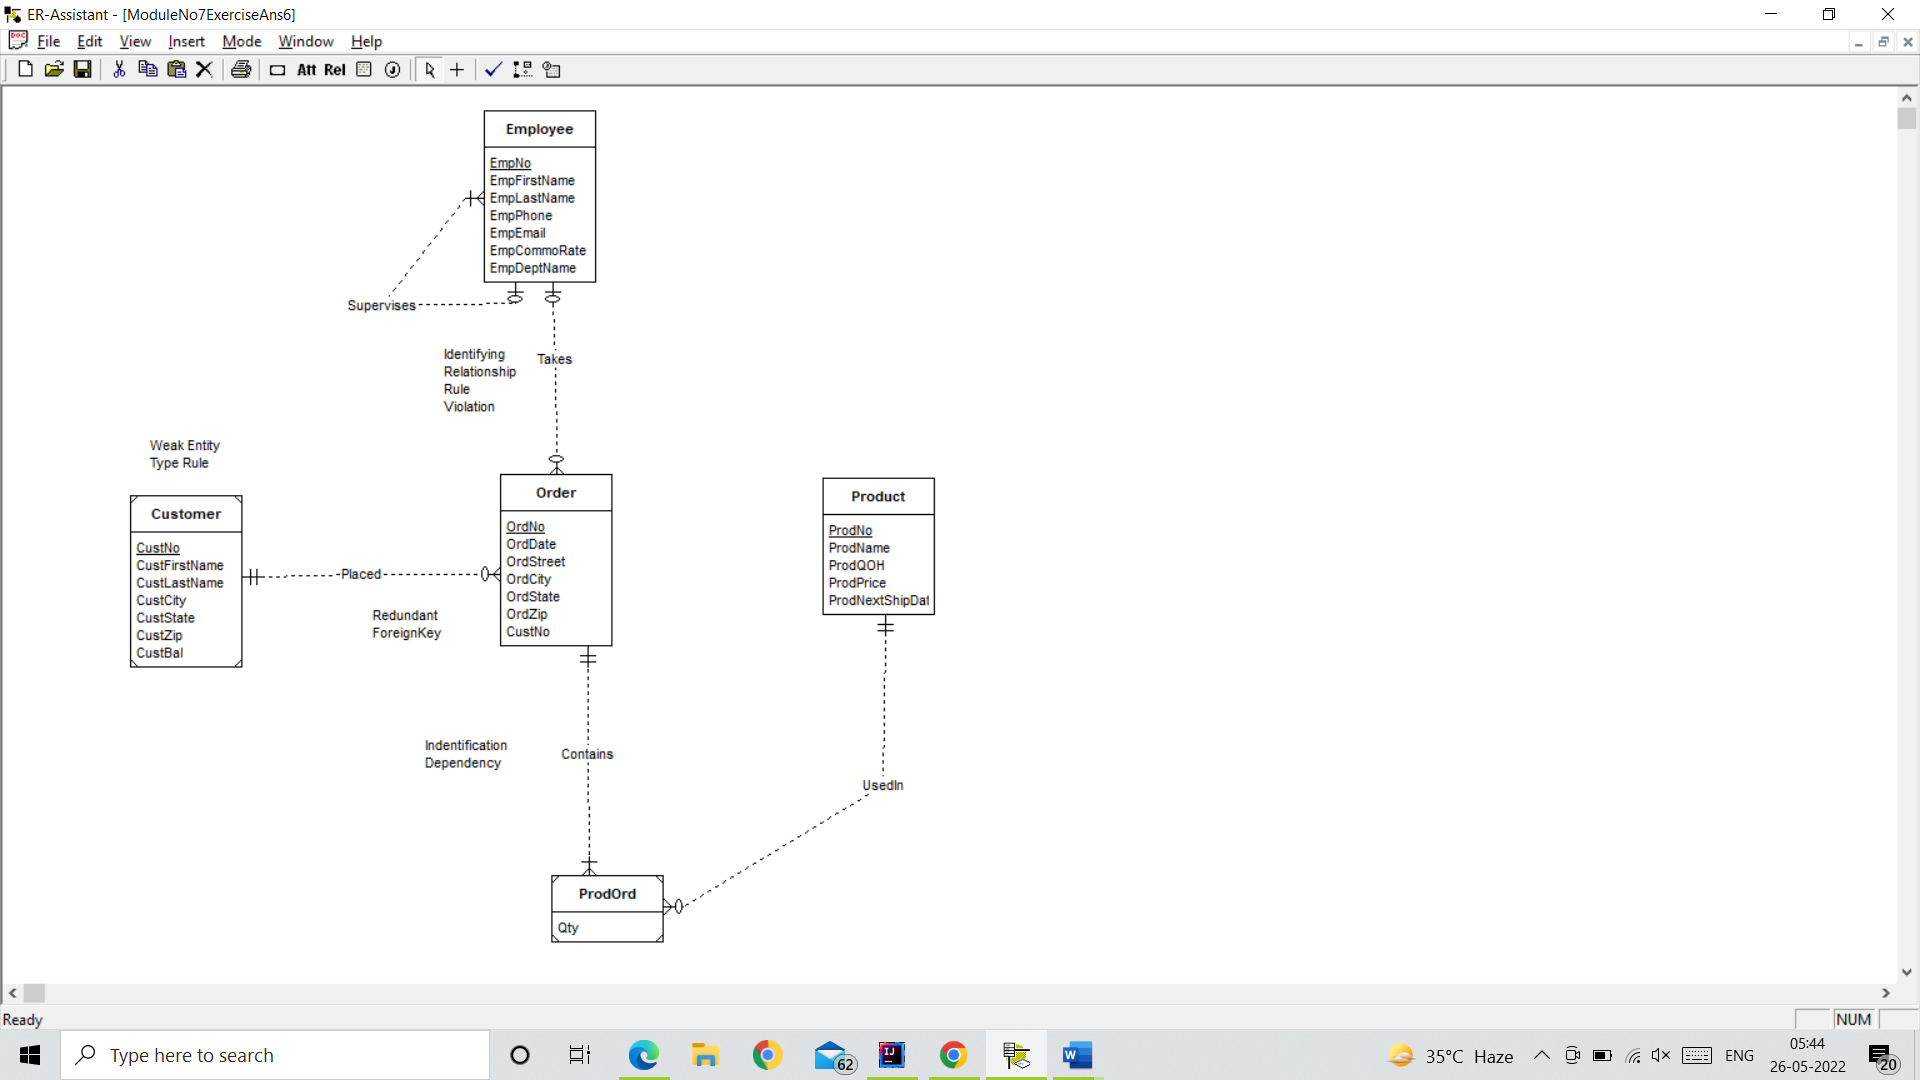 ER-Assistant - [ModuleNo7ExerciseAns6]
File Edit View Insert Mode Window Help
Att Rel
Employee
EmpNo
EmpFirstName
EmpLastName
EmpPhone
EmpEmail
EmpCommoRate
EmpDeptName
Supervises
Identifying
Relationship
Rule
Violation
Takes
Weak Entity
Type Rule
Customer
CustNo
CustFirstName
CustLastName
CustCity
CustState
CustZip
CustBal
Placed
Redundant
ForeignKey
Order
OrdNo
OrdDate
OrdStreet
OrdCity
OrdState
OrdZip
CustNo
Product
ProdNo
ProdName
ProdQOH
ProdPrice
ProdNextShipDat
Indentification
Dependency
Contains
UsedIn
ProdOrd
Qty
Ready
NUM
Type here to search
62
35°C Haze
ENG
05:44
26-05-2022
20